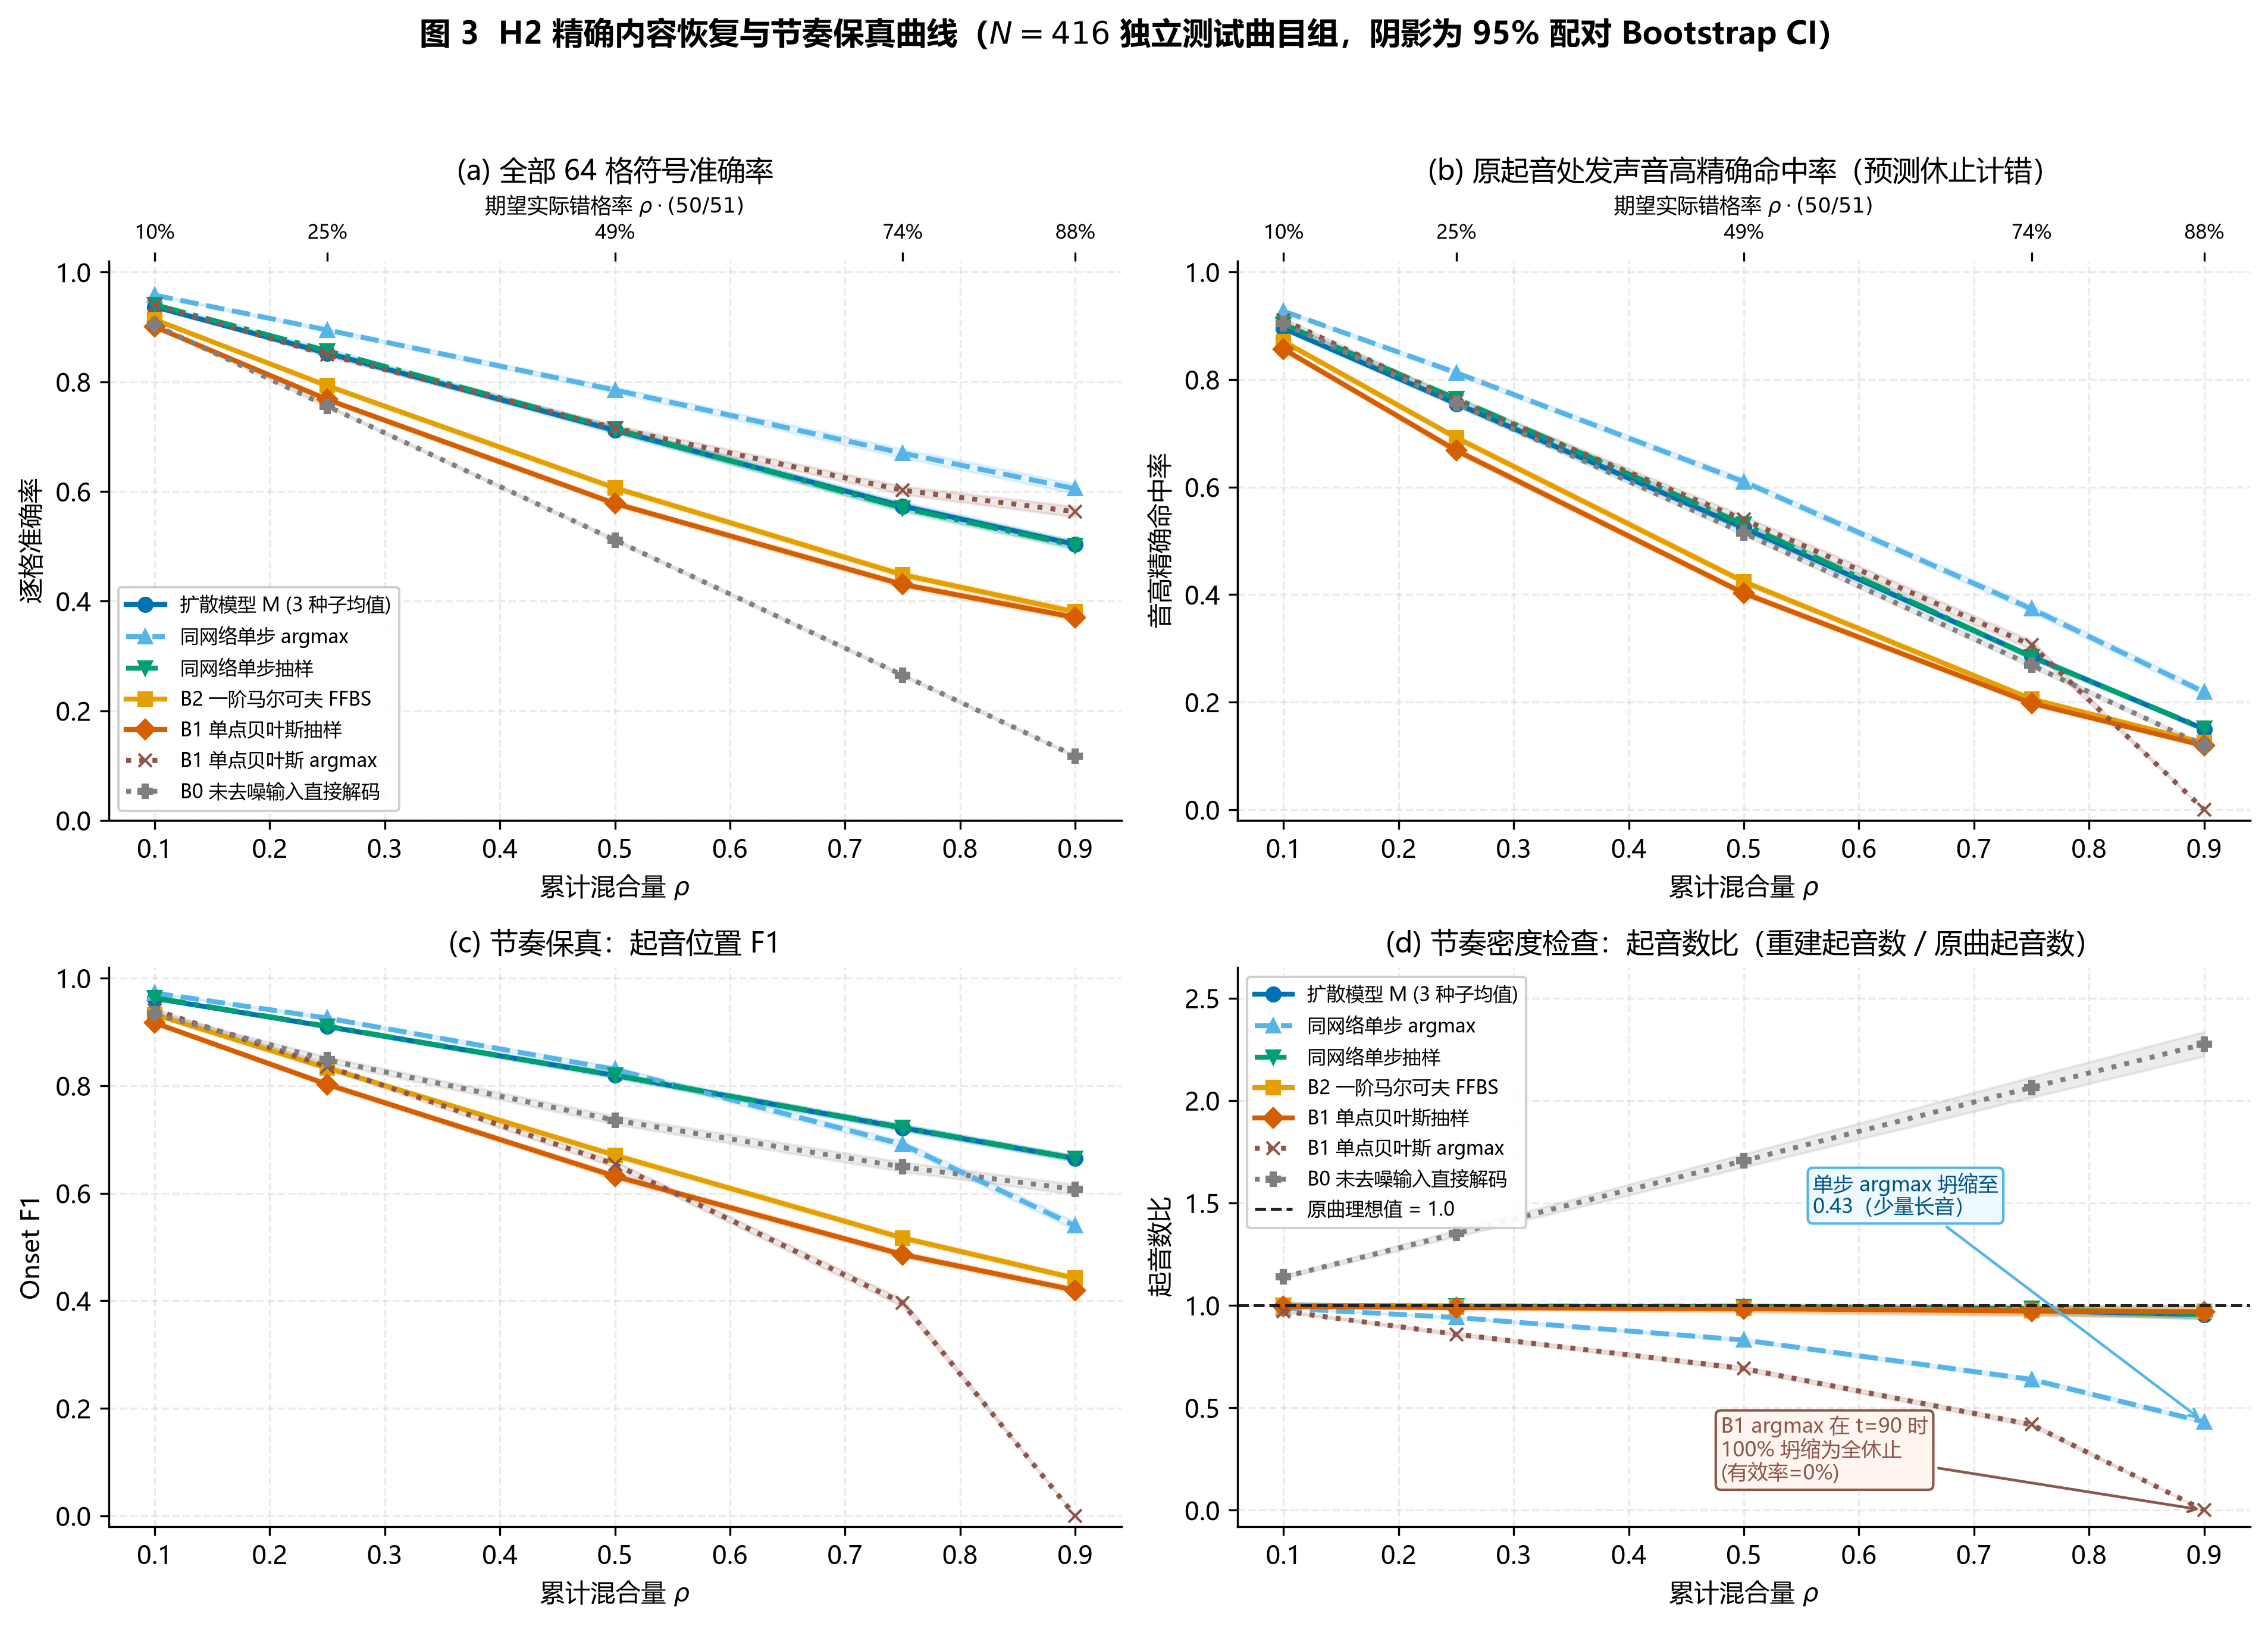 图 3 H2 精确内容恢复与节奏保真曲线（N = 416 独立测试曲目组，阴影为 95% 配对 Bootstrap CI）
(a) 全部 64 格符号准确率
期望实际错格率 ρ · (50/51)
10% 25% 49% 74% 88%
1.0
0.8
0.6
0.4
0.2
0.0
逐格准确率
扩散模型 M (3 种子均值)
同网络单步 argmax
同网络单步抽样
B2 一阶马尔可夫 FFBS
B1 单点贝叶斯抽样
B1 单点贝叶斯 argmax
B0 未去噪输入直接解码
0.1 0.2 0.3 0.4 0.5 0.6 0.7 0.8 0.9
累计混合量 ρ
(b) 原起音处发声音高精确命中率（预测休止计错）
期望实际错格率 ρ · (50/51)
10% 25% 49% 74% 88%
1.0
0.8
0.6
0.4
0.2
0.0
音高精确命中率
0.1 0.2 0.3 0.4 0.5 0.6 0.7 0.8 0.9
累计混合量 ρ
(c) 节奏保真：起音位置 F1
1.0
0.8
0.6
0.4
0.2
0.0
Onset F1
0.1 0.2 0.3 0.4 0.5 0.6 0.7 0.8 0.9
累计混合量 ρ
(d) 节奏密度检查：起音数比（重建起音数 / 原曲起音数）
2.5
2.0
1.5
1.0
0.5
0.0
起音数比
扩散模型 M (3 种子均值)
同网络单步 argmax
同网络单步抽样
B2 一阶马尔可夫 FFBS
B1 单点贝叶斯抽样
B1 单点贝叶斯 argmax
B0 未去噪输入直接解码
原曲理想值 = 1.0
单步 argmax 坍缩至
0.43（少量长音）
B1 argmax 在 t=90 时
100% 坍缩为全休止
(有效率=0%)
0.1 0.2 0.3 0.4 0.5 0.6 0.7 0.8 0.9
累计混合量 ρ